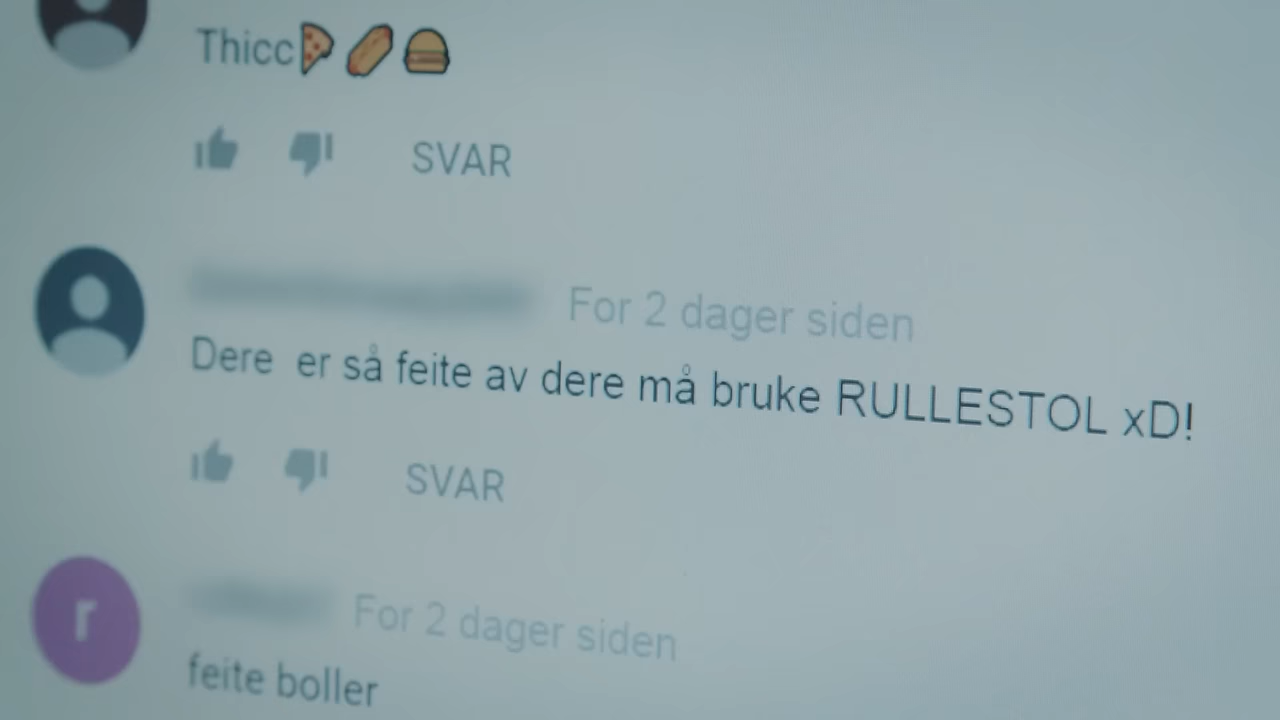 Thicc🍕🌭🍔
SVAR
For 2 dager siden
Dere er så feite av dere må bruke RULLESTOL xD!
SVAR
r
For 2 dager siden
feite boller